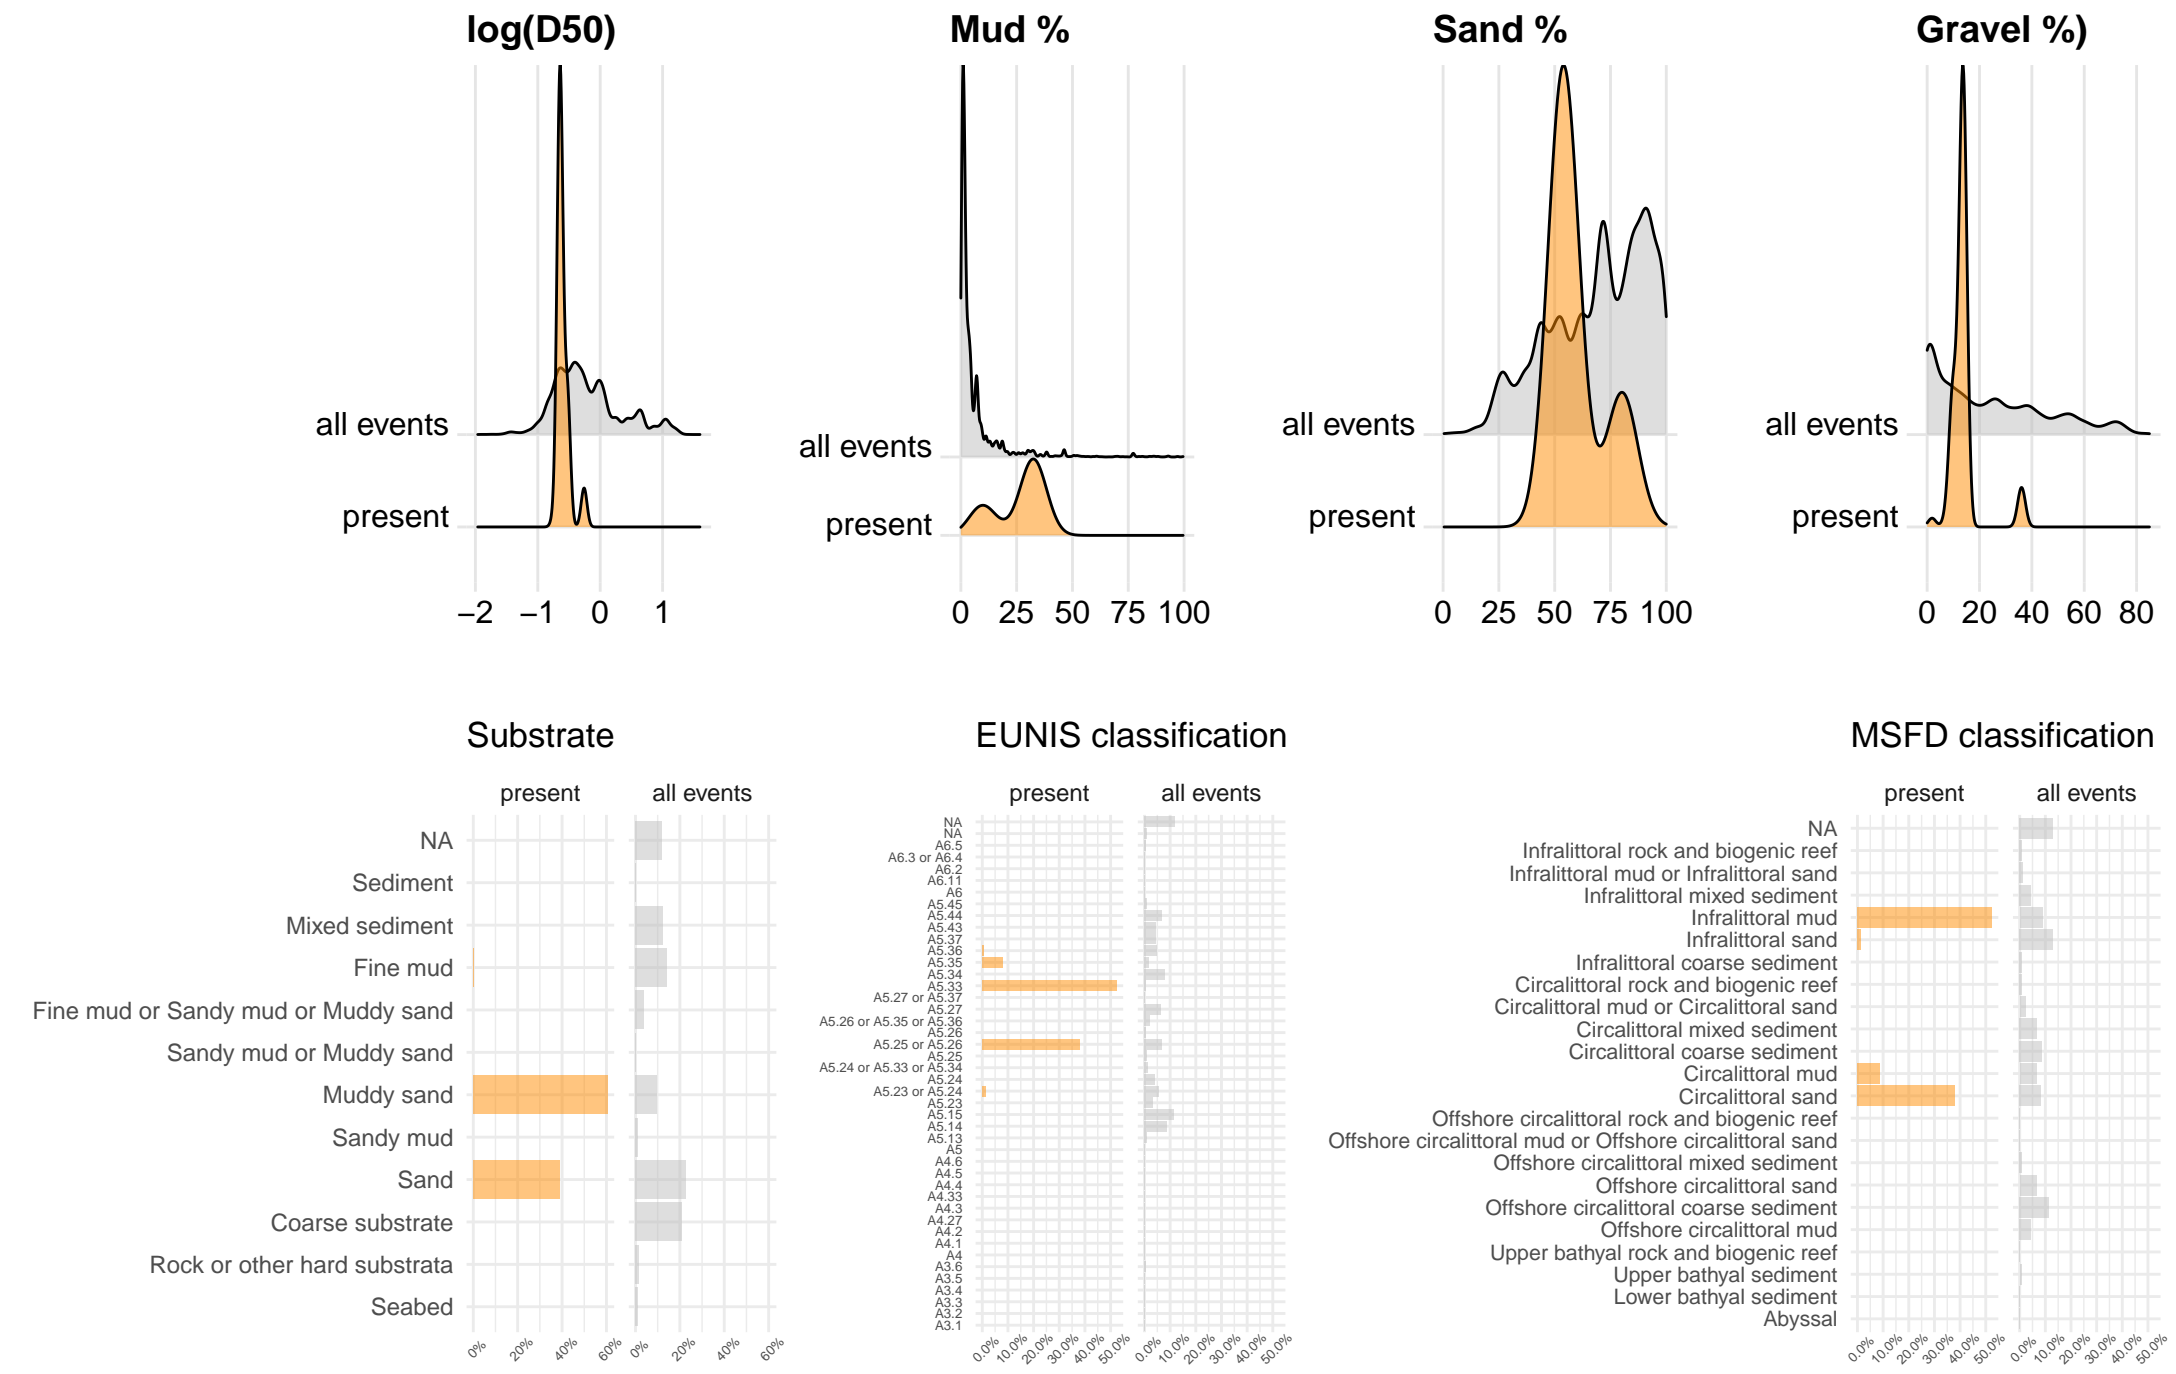 log(D50)
Mud %
Sand %
Gravel %)
all events
present
−2 −1 0 1
all events
present
0 25 50 75 100
all events
present
0 25 50 75 100
all events
present
0 20 40 60 80
Substrate
present all events
NA
Sediment
Mixed sediment
Fine mud
Fine mud or Sandy mud or Muddy sand
Sandy mud or Muddy sand
Muddy sand
Sandy mud
Sand
Coarse substrate
Rock or other hard substrata
Seabed
0% 20% 40% 60% 0% 20% 40% 60%
EUNIS classification
present all events
NA
NA
A6.5
A6.3 or A6.4
A6.2
A6.11
A6
A5.45
A5.44
A5.43
A5.37
A5.36
A5.35
A5.34
A5.33
A5.27 or A5.37
A5.27
A5.26 or A5.35 or A5.36
A5.26
A5.25 or A5.26
A5.25
A5.24 or A5.33 or A5.34
A5.24
A5.23 or A5.24
A5.23
A5.15
A5.14
A5.13
A5
A4.6
A4.5
A4.4
A4.33
A4.3
A4.27
A4.2
A4.1
A4
A3.6
A3.5
A3.4
A3.3
A3.2
A3.1
0.0% 10.0% 20.0% 30.0% 40.0% 50.0% 0.0% 10.0% 20.0% 30.0% 40.0% 50.0%
MSFD classification
present all events
NA
Infralittoral rock and biogenic reef
Infralittoral mud or Infralittoral sand
Infralittoral mixed sediment
Infralittoral mud
Infralittoral sand
Infralittoral coarse sediment
Circalittoral rock and biogenic reef
Circalittoral mud or Circalittoral sand
Circalittoral mixed sediment
Circalittoral coarse sediment
Circalittoral mud
Circalittoral sand
Offshore circalittoral rock and biogenic reef
Offshore circalittoral mud or Offshore circalittoral sand
Offshore circalittoral mixed sediment
Offshore circalittoral sand
Offshore circalittoral coarse sediment
Offshore circalittoral mud
Upper bathyal rock and biogenic reef
Upper bathyal sediment
Lower bathyal sediment
Abyssal
0.0% 10.0% 20.0% 30.0% 40.0% 50.0% 0.0% 10.0% 20.0% 30.0% 40.0% 50.0%